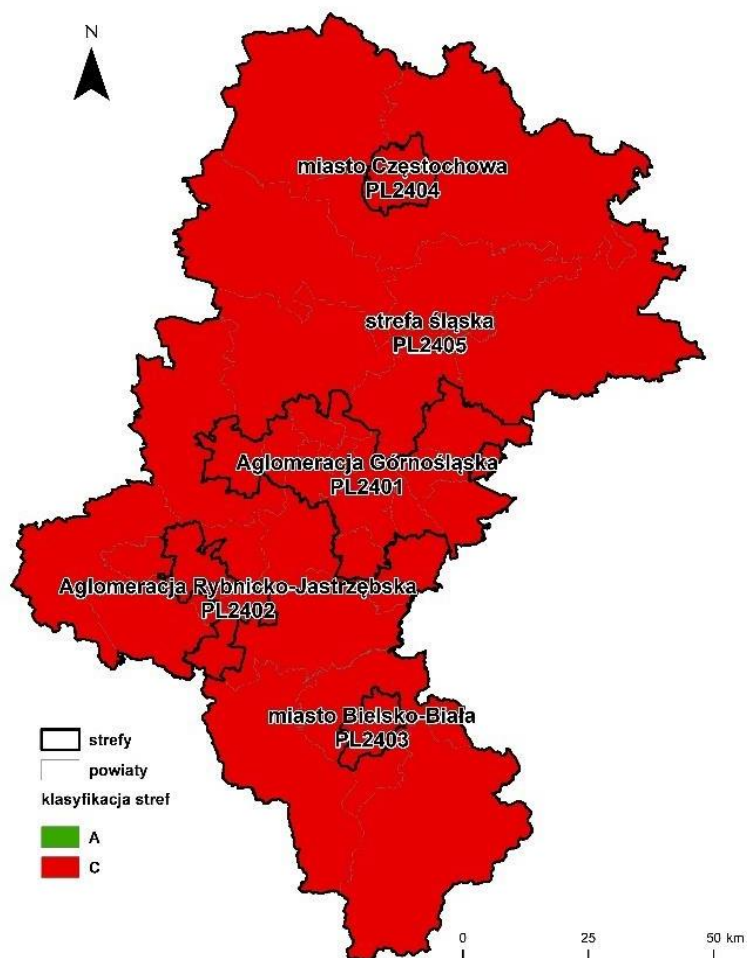 N
miasto Częstochowa
PL2404
strefa śląska
PL2405
Aglomeracja Górnośląska
PL2401
Aglomeracja Rybnicko-Jastrzębska
PL2402
miasto Bielsko-Biała
PL2403
strefy
powiaty
klasyfikacja stref
A
C
0 25 50 km